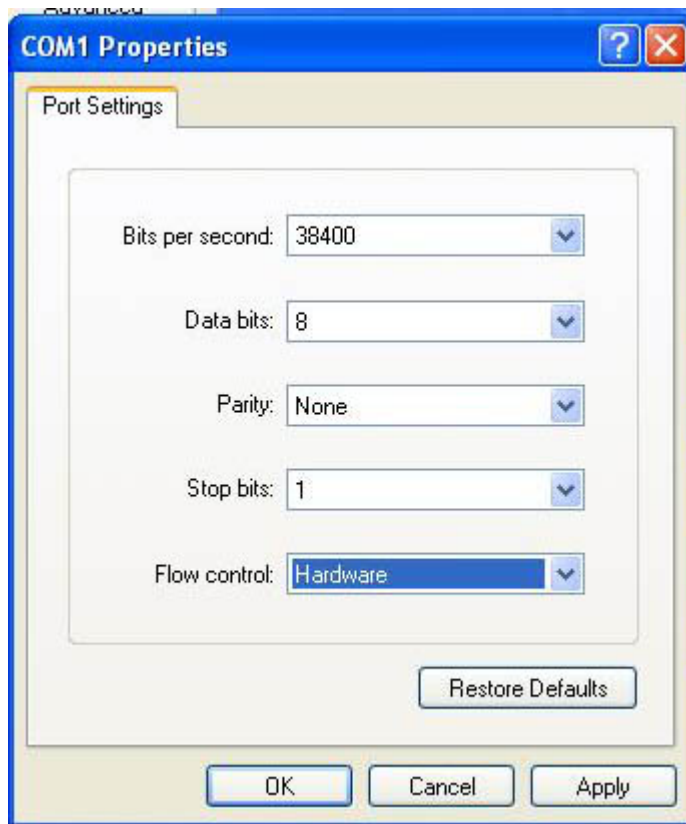 Advanced
COM1 Properties
Port Settings
Bits per second: 38400
Data bits: 8
Parity: None
Stop bits: 1
Flow control: Hardware
Restore Defaults
OK Cancel Apply